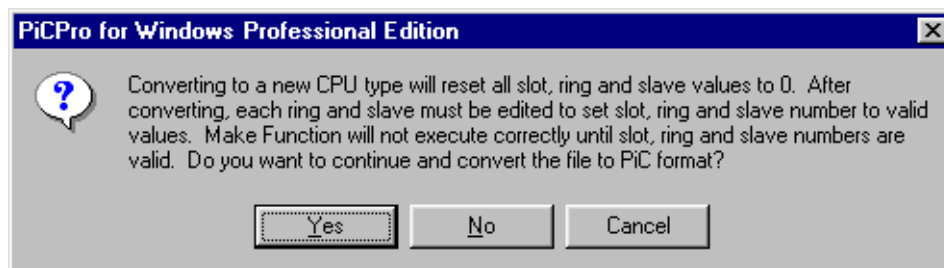 PiCPro for Windows Professional Edition
Converting to a new CPU type will reset all slot, ring and slave values to 0.  After
converting, each ring and slave must be edited to set slot, ring and slave number to valid
values.  Make Function will not execute correctly until slot, ring and slave numbers are
valid.  Do you want to continue and convert the file to PiC format?
Yes No Cancel